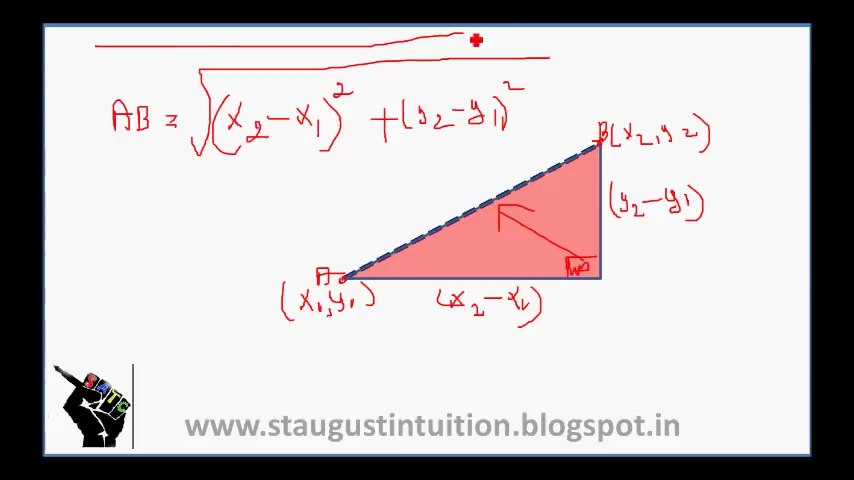 AB = √(x₂ - x₁)² + (y₂ - y₁)²
B(x₂, y₂)
(y₂ - y₁)
A
(x₁, y₁)
(x₂ - x₁)
SATC
www.staugustintuition.blogspot.in